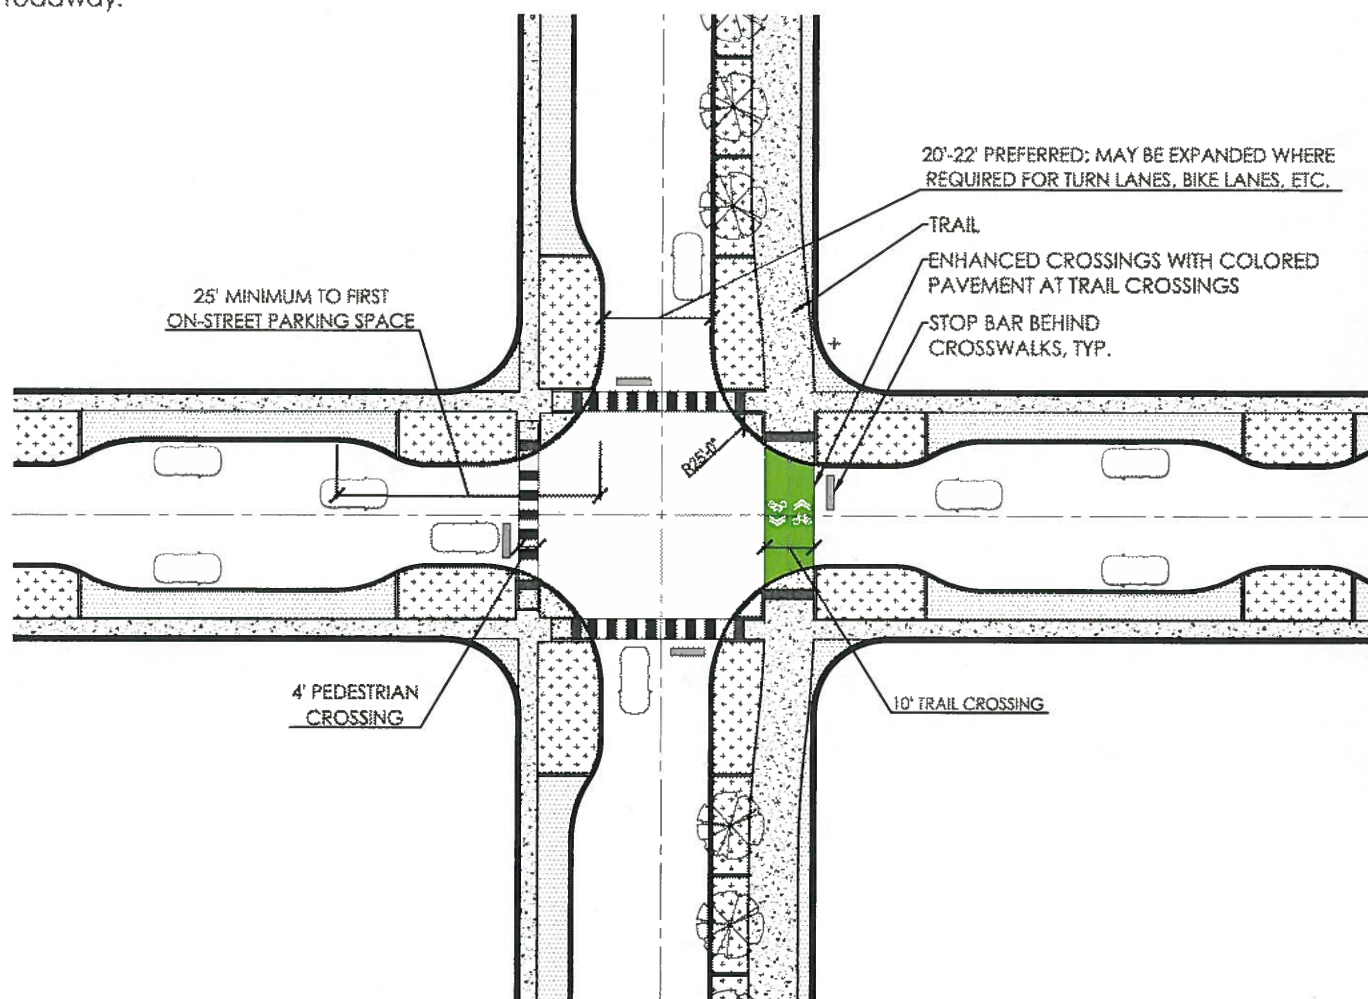 roadway.
20'-22' PREFERRED; MAY BE EXPANDED WHERE
REQUIRED FOR TURN LANES, BIKE LANES, ETC.
TRAIL
ENHANCED CROSSINGS WITH COLORED
PAVEMENT AT TRAIL CROSSINGS
25' MINIMUM TO FIRST
ON-STREET PARKING SPACE
STOP BAR BEHIND
CROSSWALKS, TYP.
R25'-0"
4' PEDESTRIAN
CROSSING
10' TRAIL CROSSING